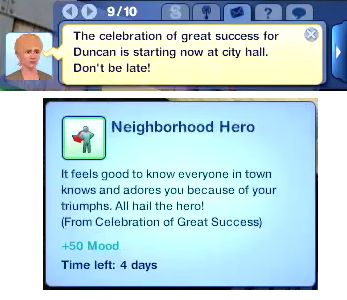 9/10
The celebration of great success for
Duncan is starting now at city hall.
Don't be late!
Neighborhood Hero
It feels good to know everyone in town
knows and adores you because of your
triumphs. All hail the hero!
(From Celebration of Great Success)
+50 Mood
Time left: 4 days